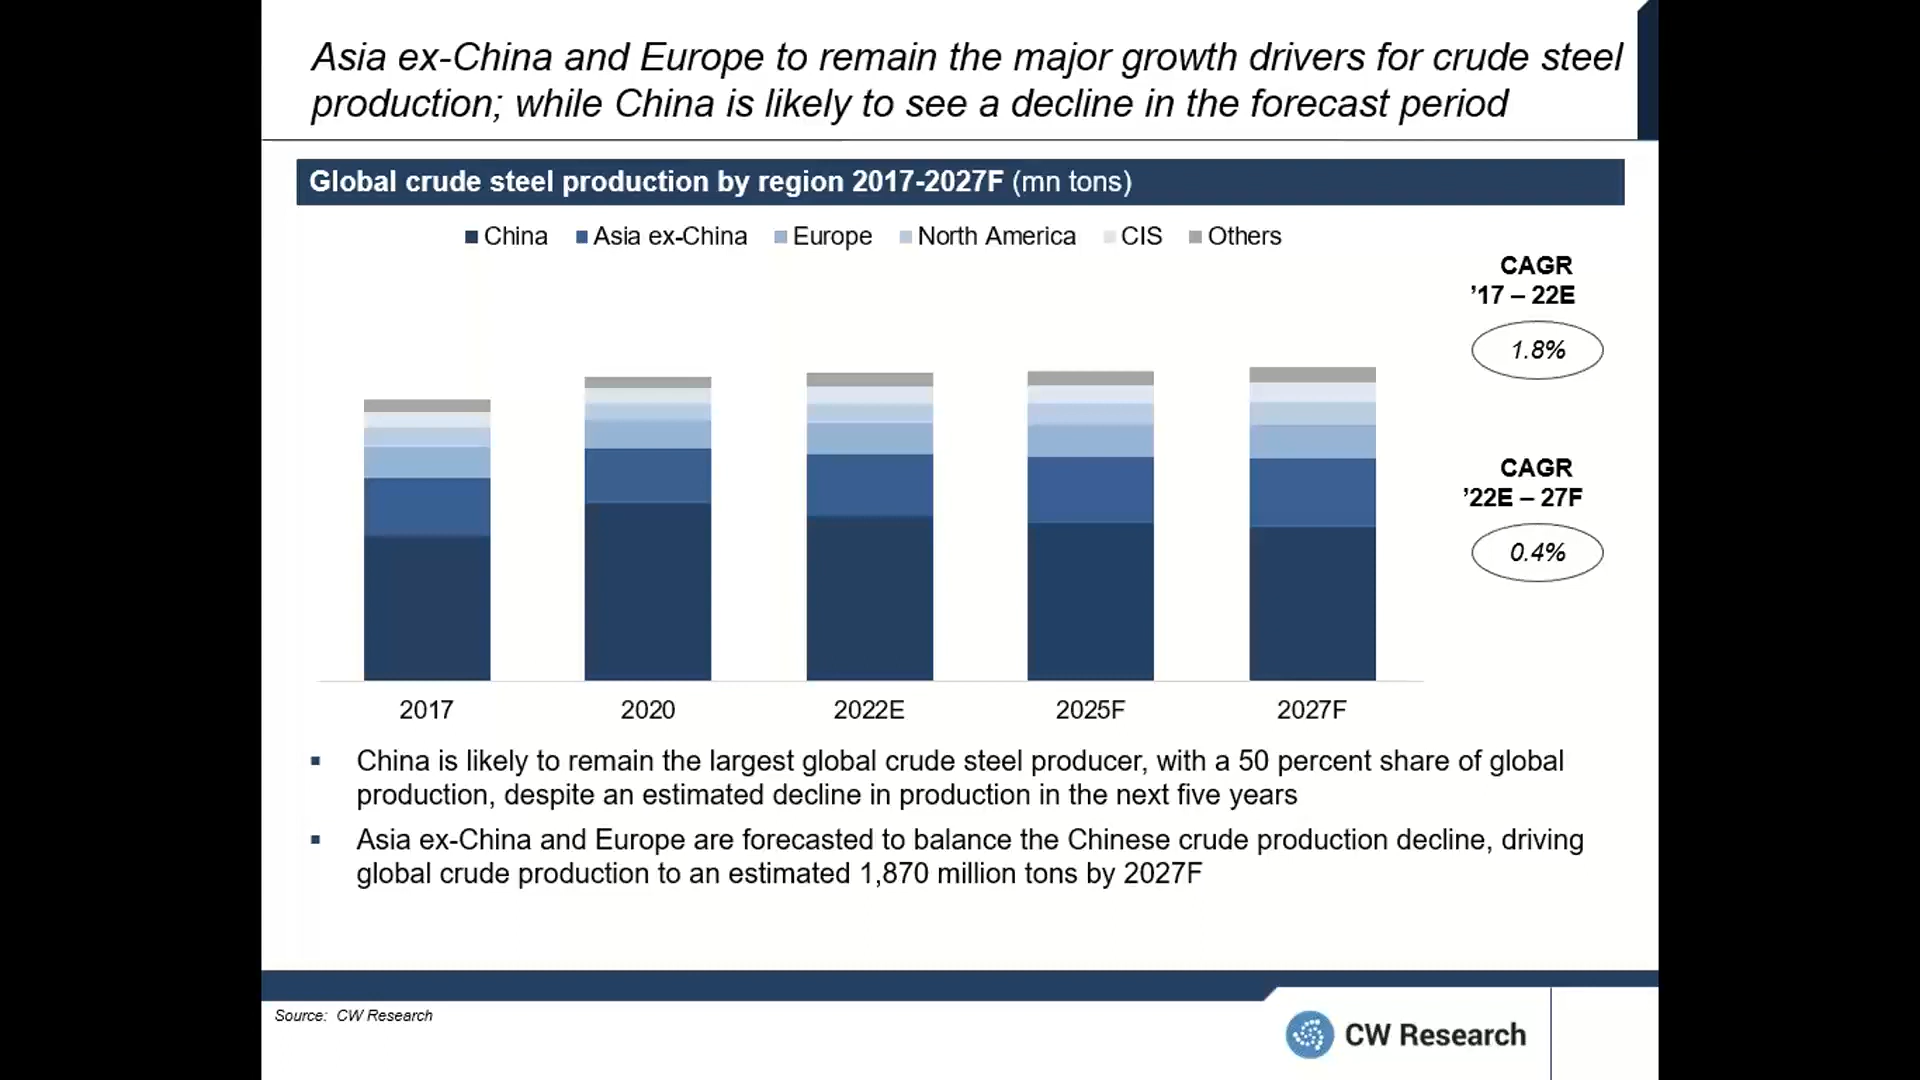 Asia ex-China and Europe to remain the major growth drivers for crude steel
production; while China is likely to see a decline in the forecast period
Global crude steel production by region 2017-2027F (mn tons)
China Asia ex-China Europe North America CIS Others
CAGR
’17 – 22E
1.8%
CAGR
’22E – 27F
0.4%
2017 2020 2022E 2025F 2027F
▪ China is likely to remain the largest global crude steel producer, with a 50 percent share of global
production, despite an estimated decline in production in the next five years
▪ Asia ex-China and Europe are forecasted to balance the Chinese crude production decline, driving
global crude production to an estimated 1,870 million tons by 2027F
Source: CW Research
CW Research